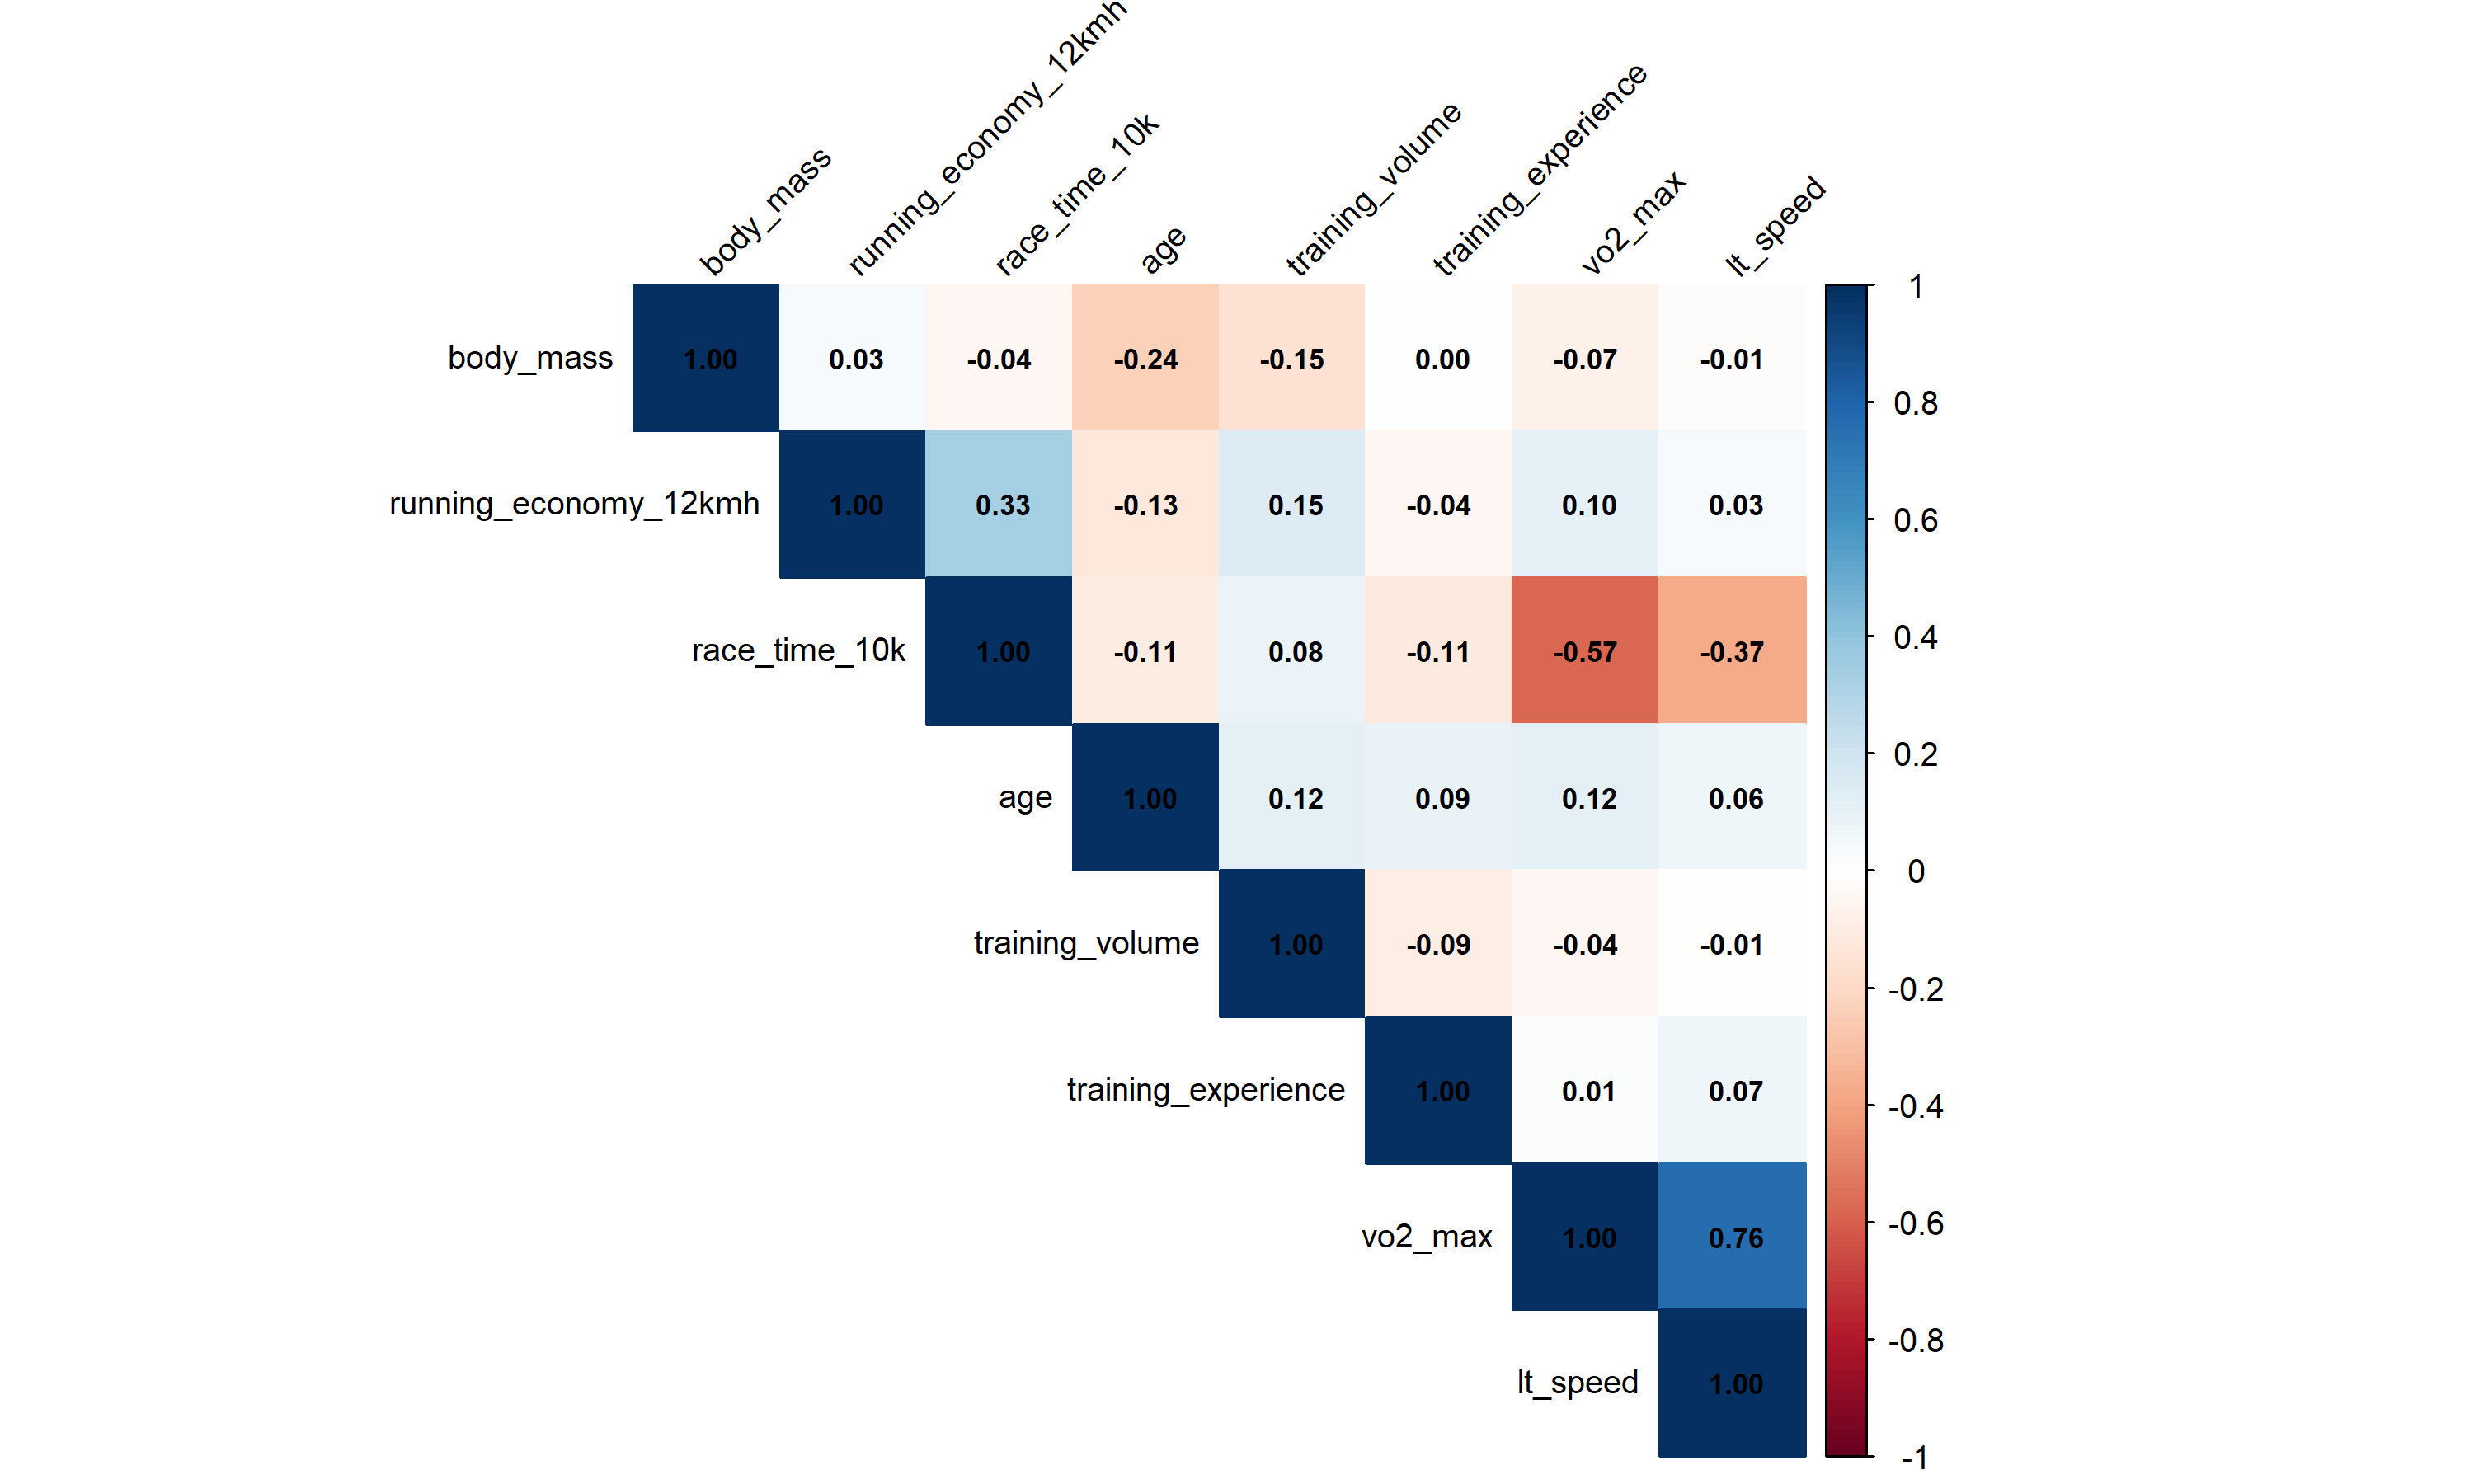 body_mass
running_economy_12kmh
race_time_10k
age
training_volume
training_experience
vo2_max
lt_speed
body_mass 1.00 0.03 -0.04 -0.24 -0.15 0.00 -0.07 -0.01
running_economy_12kmh 1.00 0.33 -0.13 0.15 -0.04 0.10 0.03
race_time_10k 1.00 -0.11 0.08 -0.11 -0.57 -0.37
age 1.00 0.12 0.09 0.12 0.06
training_volume 1.00 -0.09 -0.04 -0.01
training_experience 1.00 0.01 0.07
vo2_max 1.00 0.76
lt_speed 1.00
1
0.8
0.6
0.4
0.2
0
-0.2
-0.4
-0.6
-0.8
-1